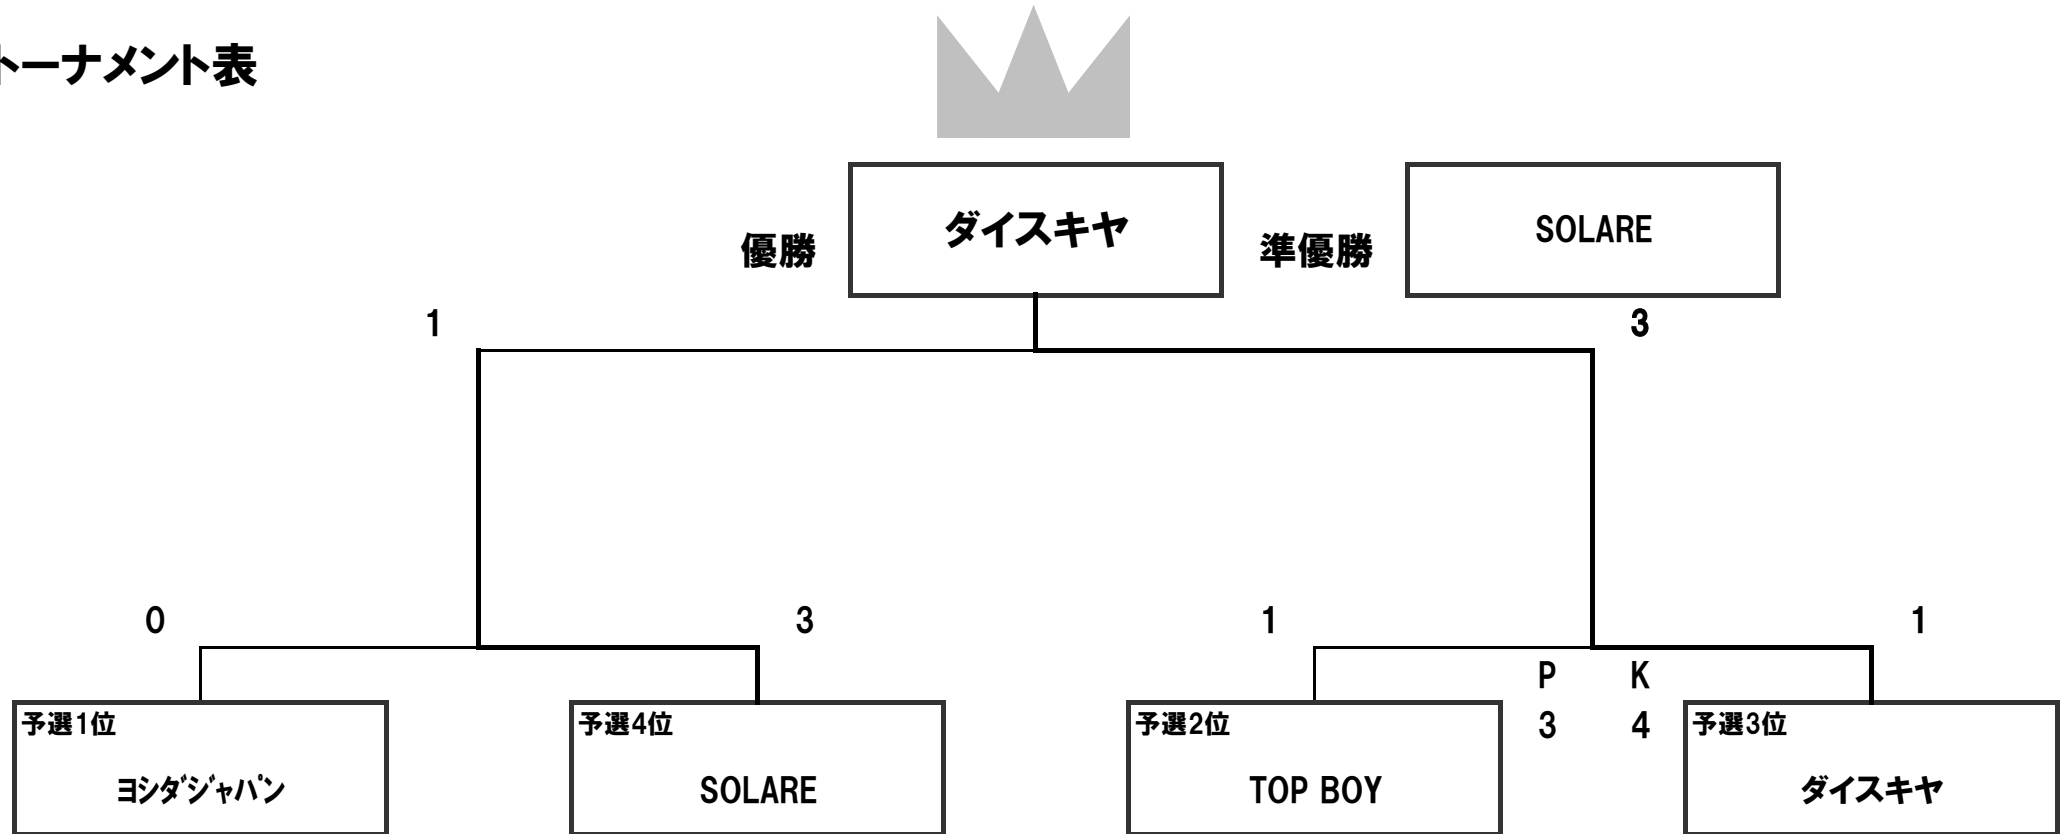 トーナメント表
優勝
ダイスキヤ
準優勝
SOLARE
1
3
0
3
1
1
P K
3 4
予選1位
ﾖｼﾀﾞｼﾞｬﾊﾟﾝ
予選4位
SOLARE
予選2位
TOP BOY
予選3位
ダイスキヤ